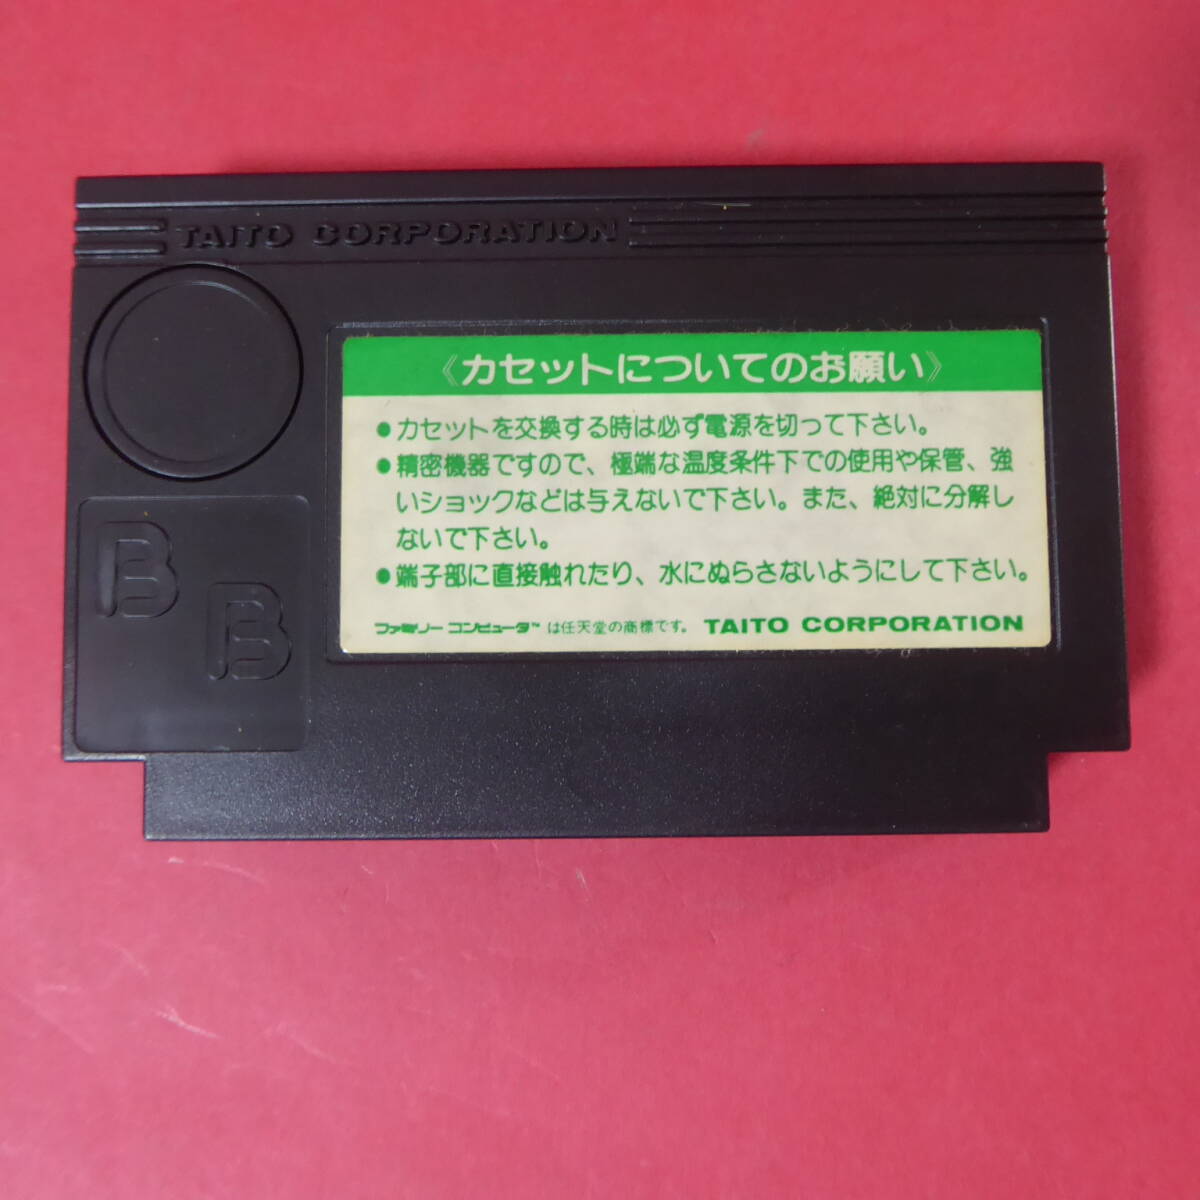 TAITO CORPORATION
《カセットについてのお願い》
●カセットを交換する時は必ず電源を切って下さい。
●精密機器ですので、極端な温度条件下での使用や保管、強
いショックなどは与えないで下さい。また、絶対に分解し
ないで下さい。
●端子部に直接触れたり、水にぬらさないようにして下さい。
ファミリーコンピュータ™は任天堂の商標です。 TAITO CORPORATION
B
B